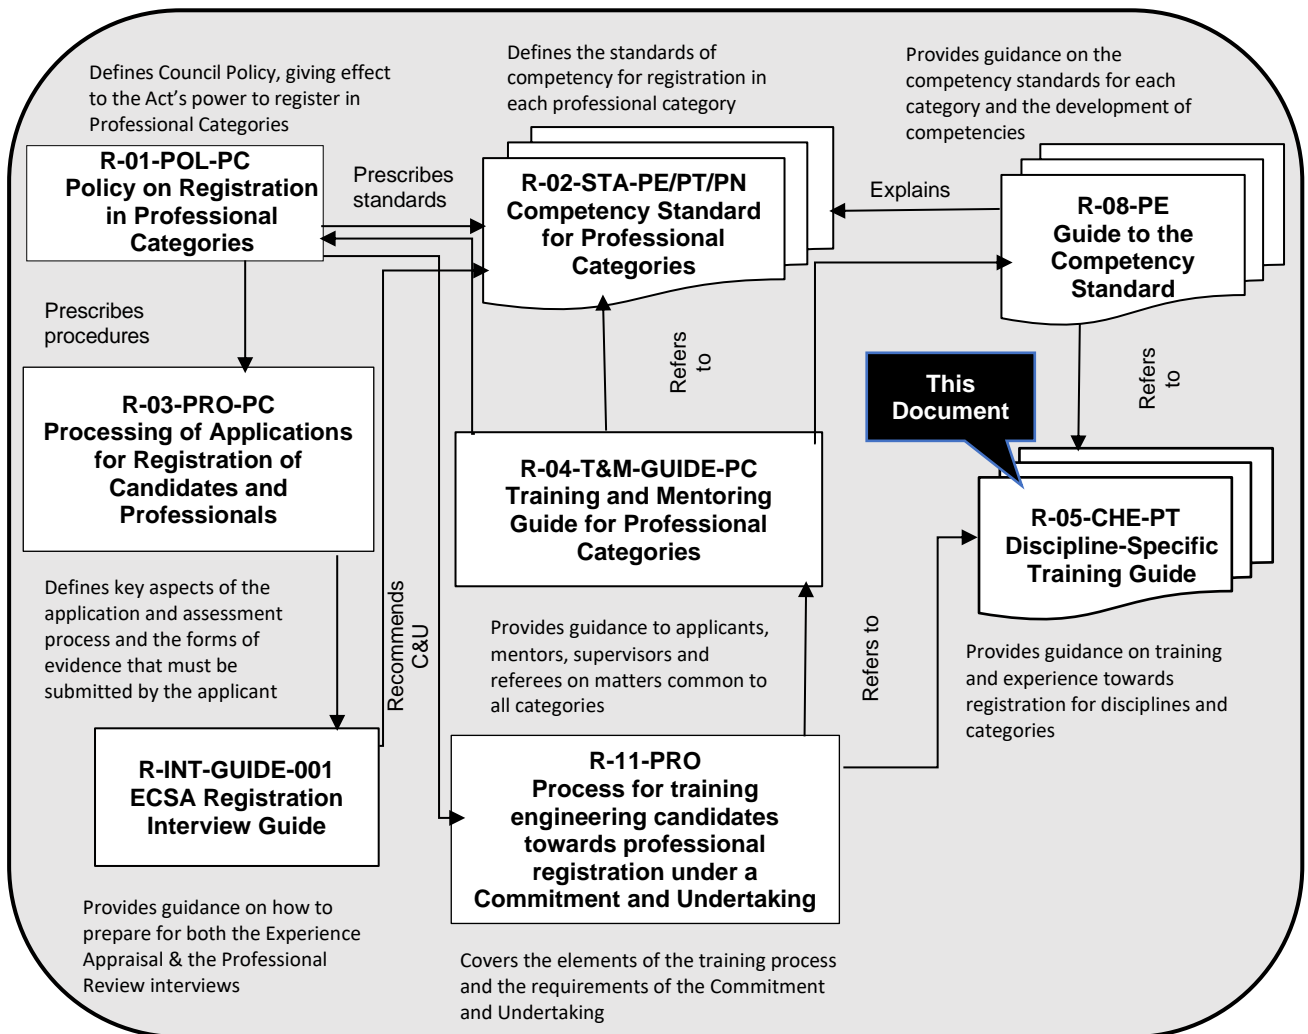 Defines Council Policy, giving effect
to the Act's power to register in
Professional Categories
R-01-POL-PC
Policy on Registration
in Professional
Categories
Prescribes
standards
Defines the standards of
competency for registration in
each professional category
R-02-STA-PE/PT/PN
Competency Standard
for Professional
Categories
Explains
Provides guidance on the
competency standards for each
category and the development of
competencies
R-08-PE
Guide to the
Competency
Standard
Prescribes
procedures
Refers
to
Refers
to
This
Document
R-03-PRO-PC
Processing of Applications
for Registration of
Candidates and
Professionals
R-04-T&M-GUIDE-PC
Training and Mentoring
Guide for Professional
Categories
R-05-CHE-PT
Discipline-Specific
Training Guide
Defines key aspects of the
application and assessment
process and the forms of
evidence that must be
submitted by the applicant
Recommends
C&U
Provides guidance to applicants,
mentors, supervisors and
referees on matters common to
all categories
Refers to
Provides guidance on training
and experience towards
registration for disciplines and
categories
R-INT-GUIDE-001
ECSA Registration
Interview Guide
R-11-PRO
Process for training
engineering candidates
towards professional
registration under a
Commitment and Undertaking
Provides guidance on how to
prepare for both the Experience
Appraisal & the Professional
Review interviews
Covers the elements of the training process
and the requirements of the Commitment
and Undertaking